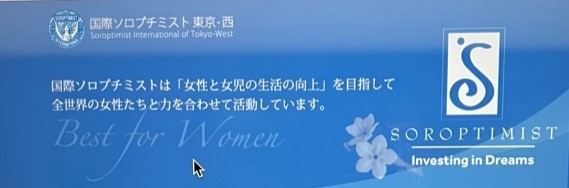 国際ソロプチミスト 東京-西
Soroptimist International of Tokyo-West
国際ソロプチミストは「女性と女児の生活の向上」を目指して
全世界の女性たちと力を合わせて活動しています。
Best for Women
SOROPTIMIST
Investing in Dreams